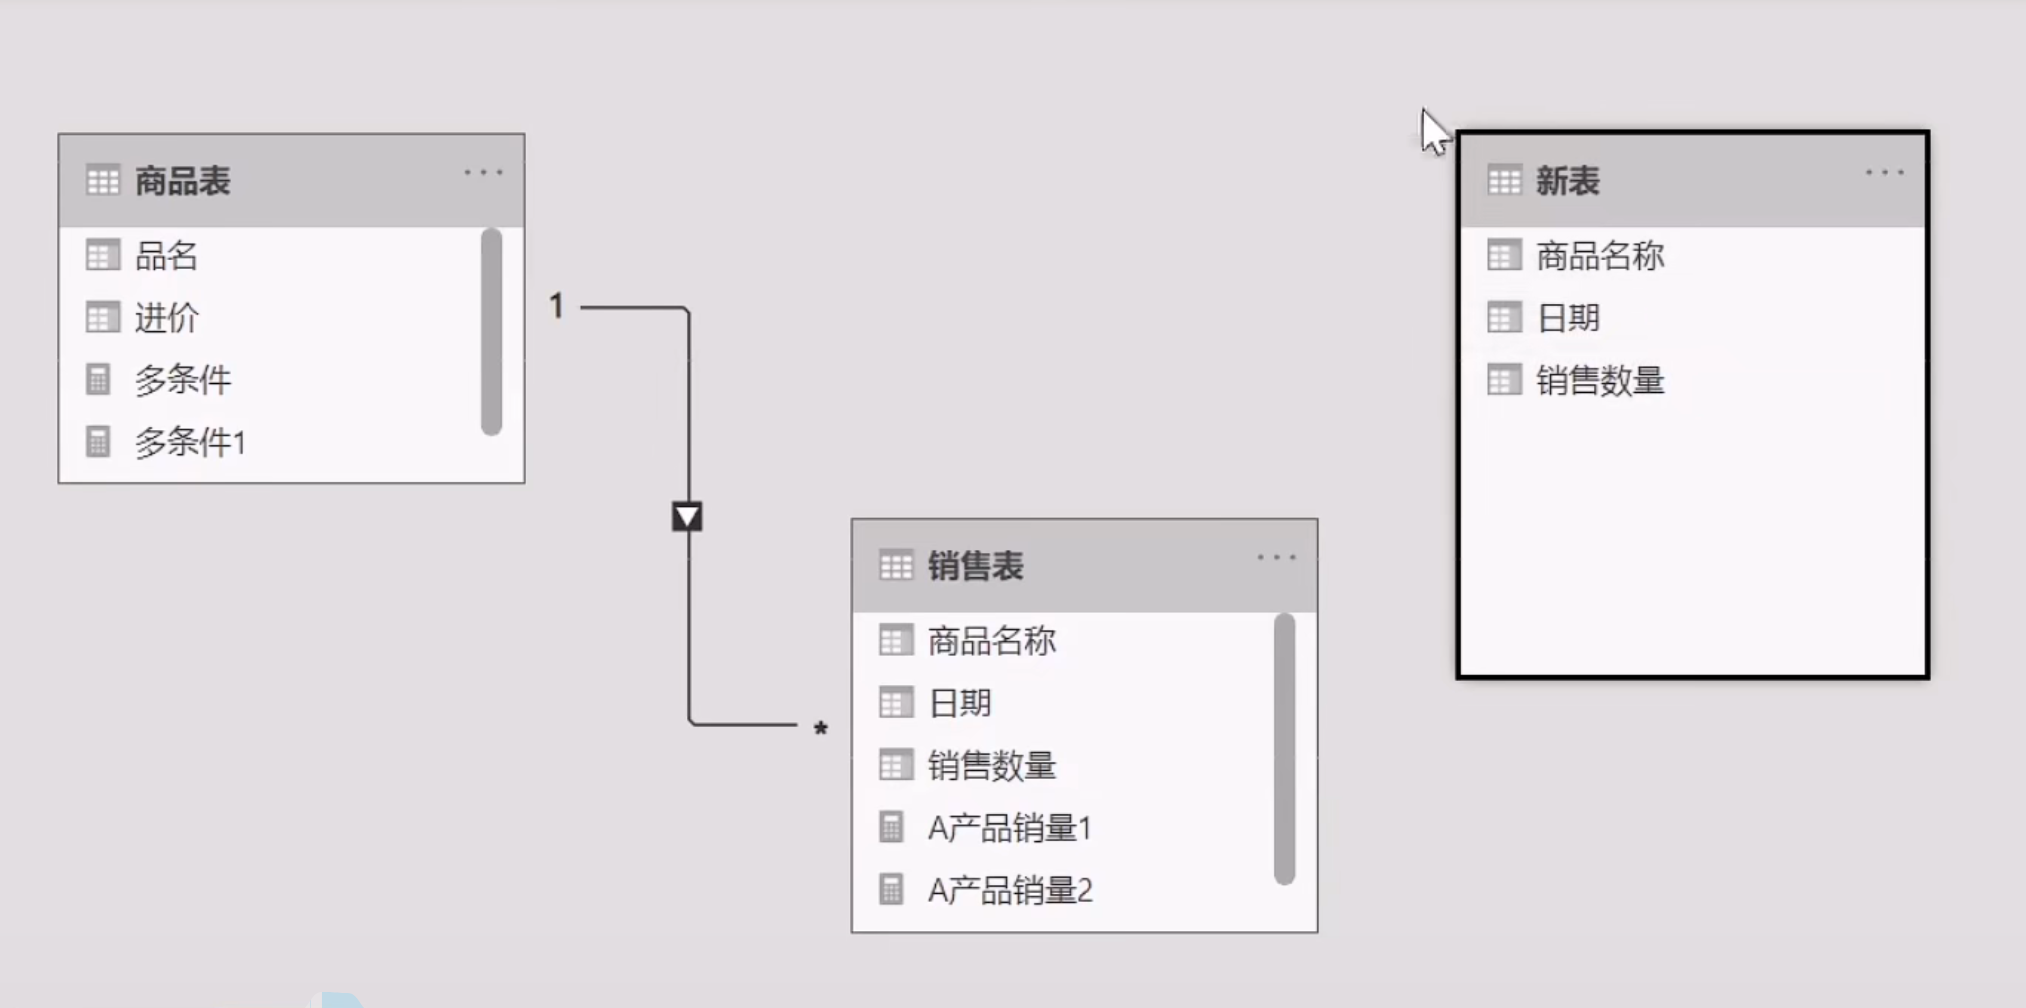 商品表
品名
进价
多条件
多条件1
1
*
销售表
商品名称
日期
销售数量
A产品销量1
A产品销量2
新表
商品名称
日期
销售数量